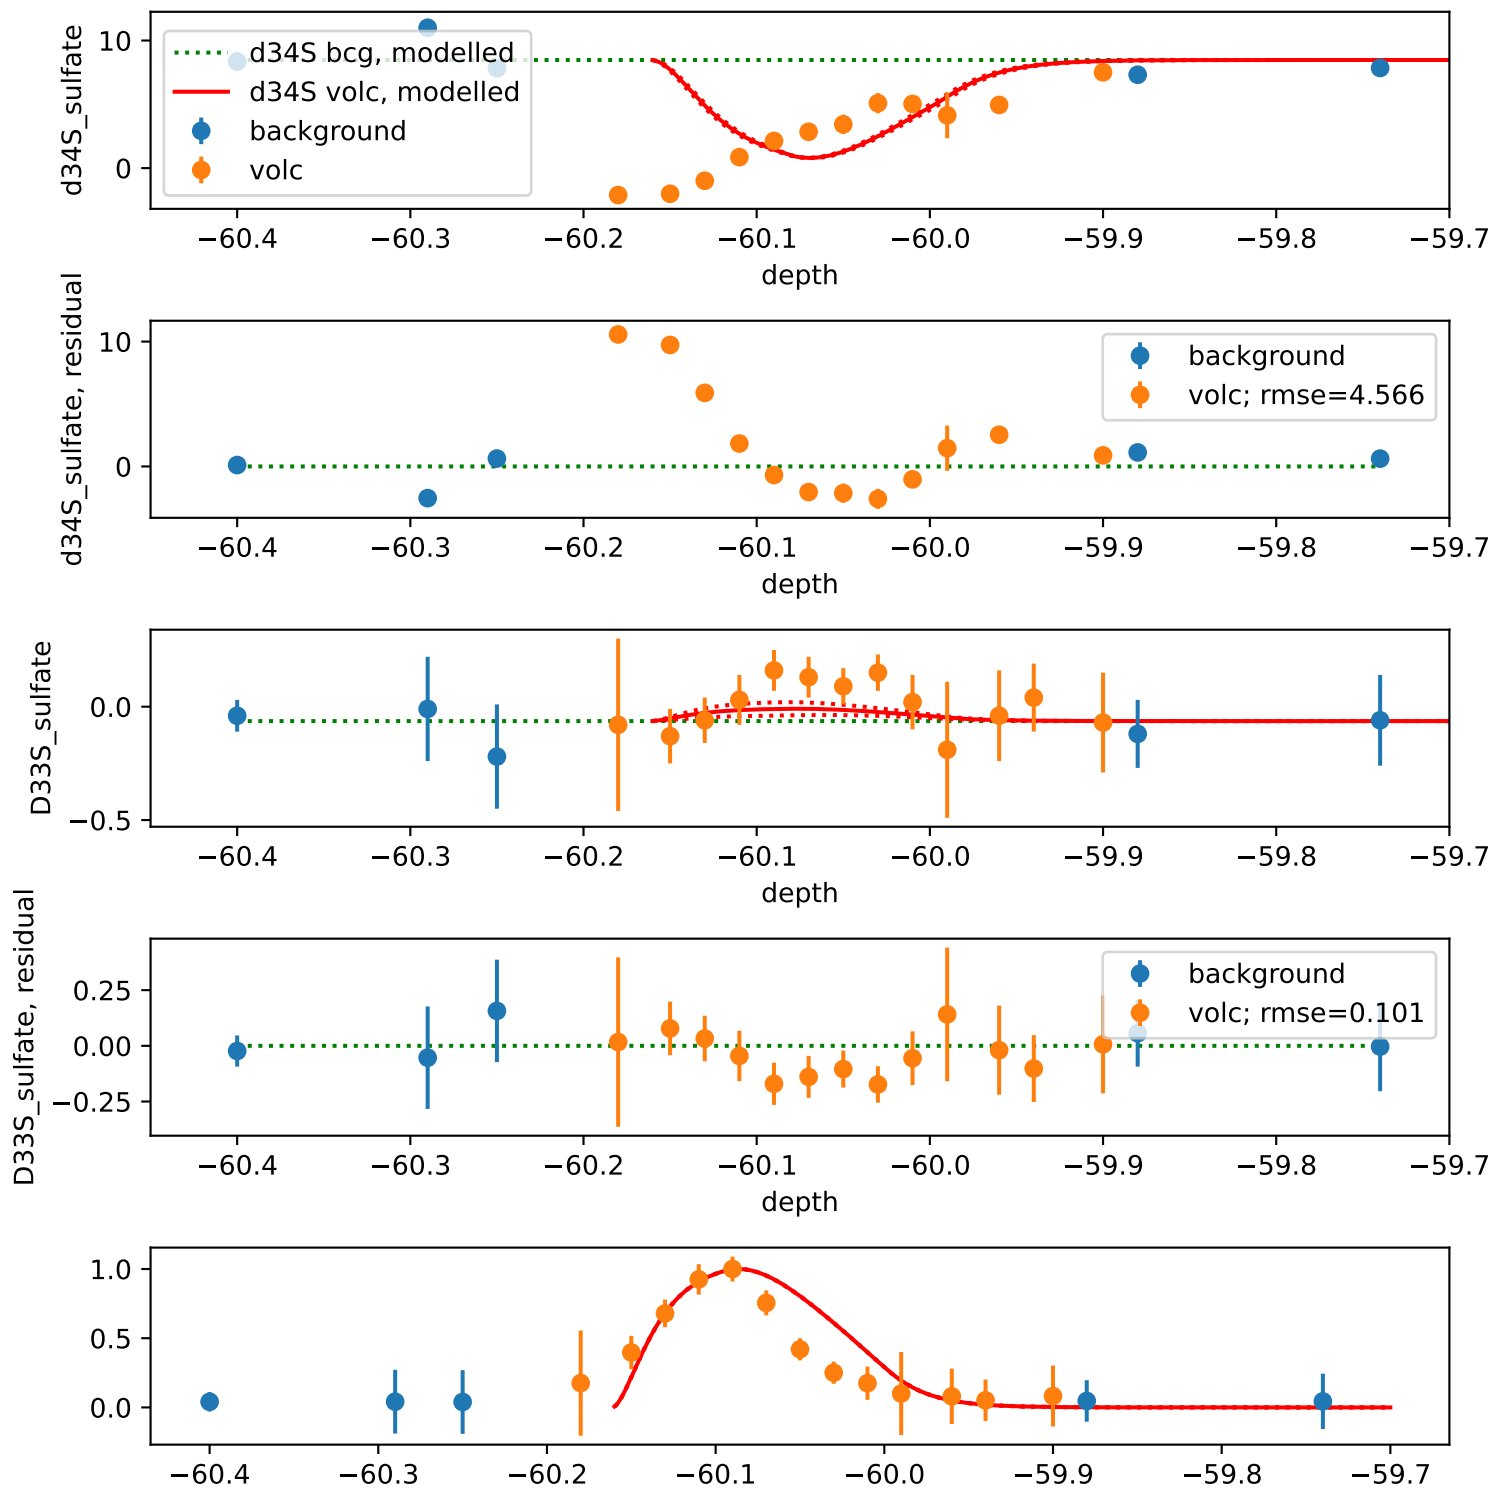 d34S_sulfate
10
0
d34S bcg, modelled
d34S volc, modelled
background
volc
−60.4 −60.3 −60.2 −60.1 −60.0 −59.9 −59.8 −59.7
depth
d34S_sulfate, residual
10
0
background
volc; rmse=4.566
−60.4 −60.3 −60.2 −60.1 −60.0 −59.9 −59.8 −59.7
depth
D33S_sulfate
0.0
−0.5
−60.4 −60.3 −60.2 −60.1 −60.0 −59.9 −59.8 −59.7
depth
D33S_sulfate, residual
0.25
0.00
−0.25
background
volc; rmse=0.101
−60.4 −60.3 −60.2 −60.1 −60.0 −59.9 −59.8 −59.7
depth
1.0
0.5
0.0
−60.4 −60.3 −60.2 −60.1 −60.0 −59.9 −59.8 −59.7